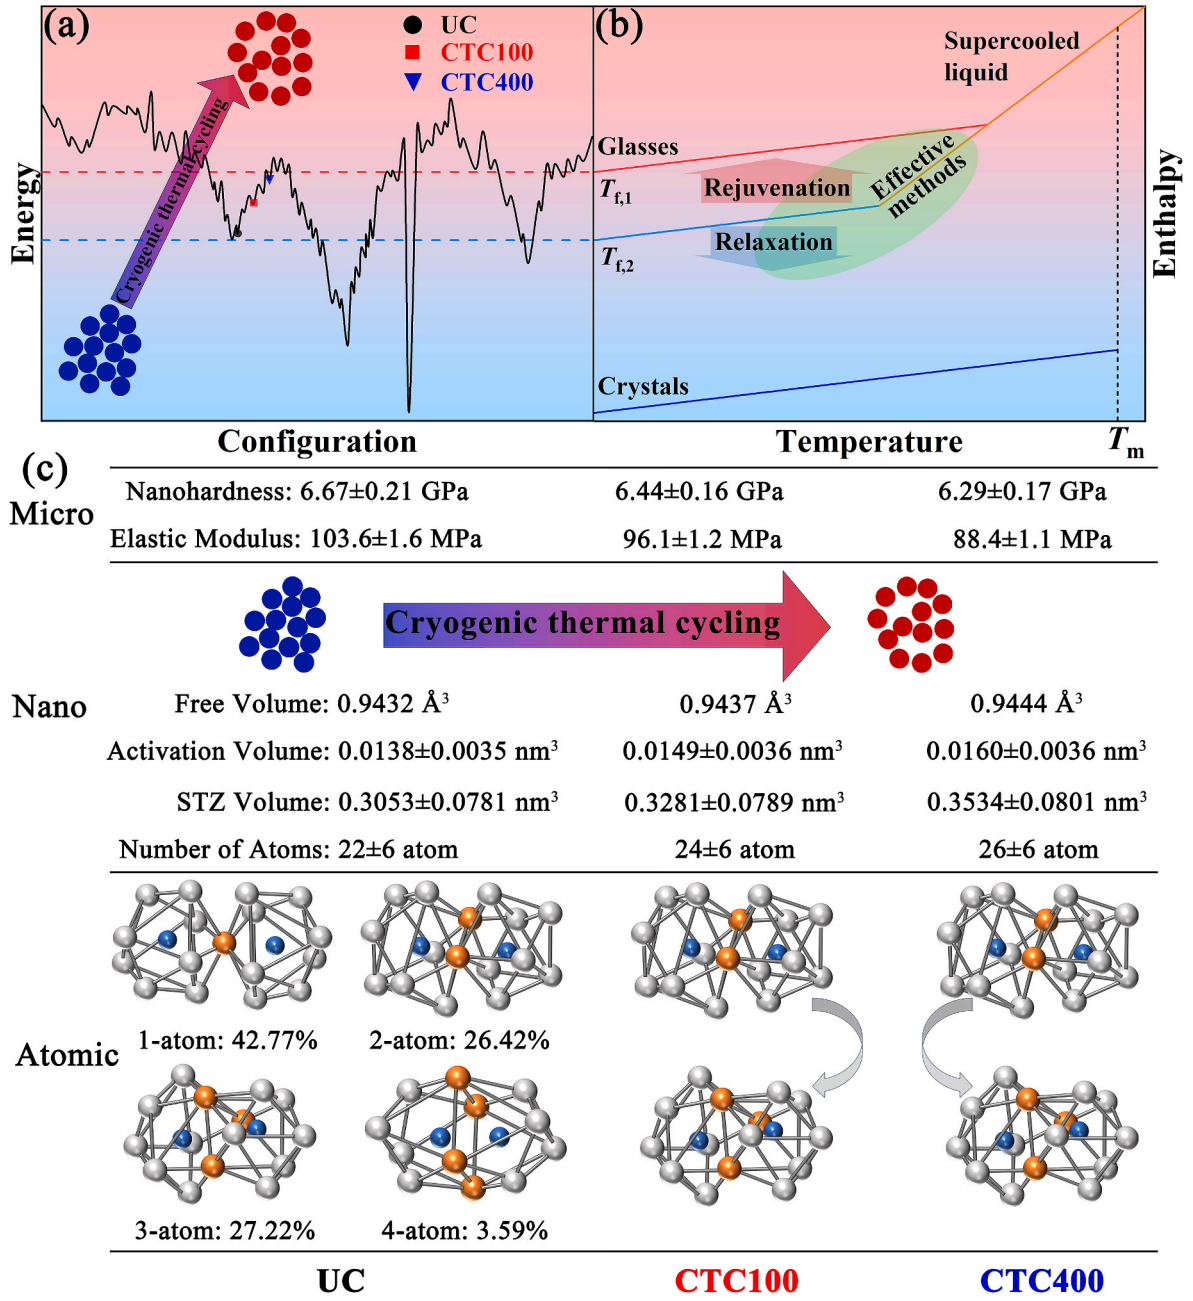 (a)
UC
CTC100
CTC400
Cryogenic thermal cycling
Energy
Configuration
(b)
Supercooled
liquid
Glasses
Tf,1
Rejuvenation
Effective
methods
Relaxation
Tf,2
Crystals
Enthalpy
Temperature
Tm
(c)
Micro
Nanohardness: 6.67±0.21 GPa 6.44±0.16 GPa 6.29±0.17 GPa
Elastic Modulus: 103.6±1.6 MPa 96.1±1.2 MPa 88.4±1.1 MPa
Cryogenic thermal cycling
Nano
Free Volume: 0.9432 Å³ 0.9437 Å³ 0.9444 Å³
Activation Volume: 0.0138±0.0035 nm³ 0.0149±0.0036 nm³ 0.0160±0.0036 nm³
STZ Volume: 0.3053±0.0781 nm³ 0.3281±0.0789 nm³ 0.3534±0.0801 nm³
Number of Atoms: 22±6 atom 24±6 atom 26±6 atom
Atomic
1-atom: 42.77% 2-atom: 26.42%
3-atom: 27.22% 4-atom: 3.59%
UC CTC100 CTC400